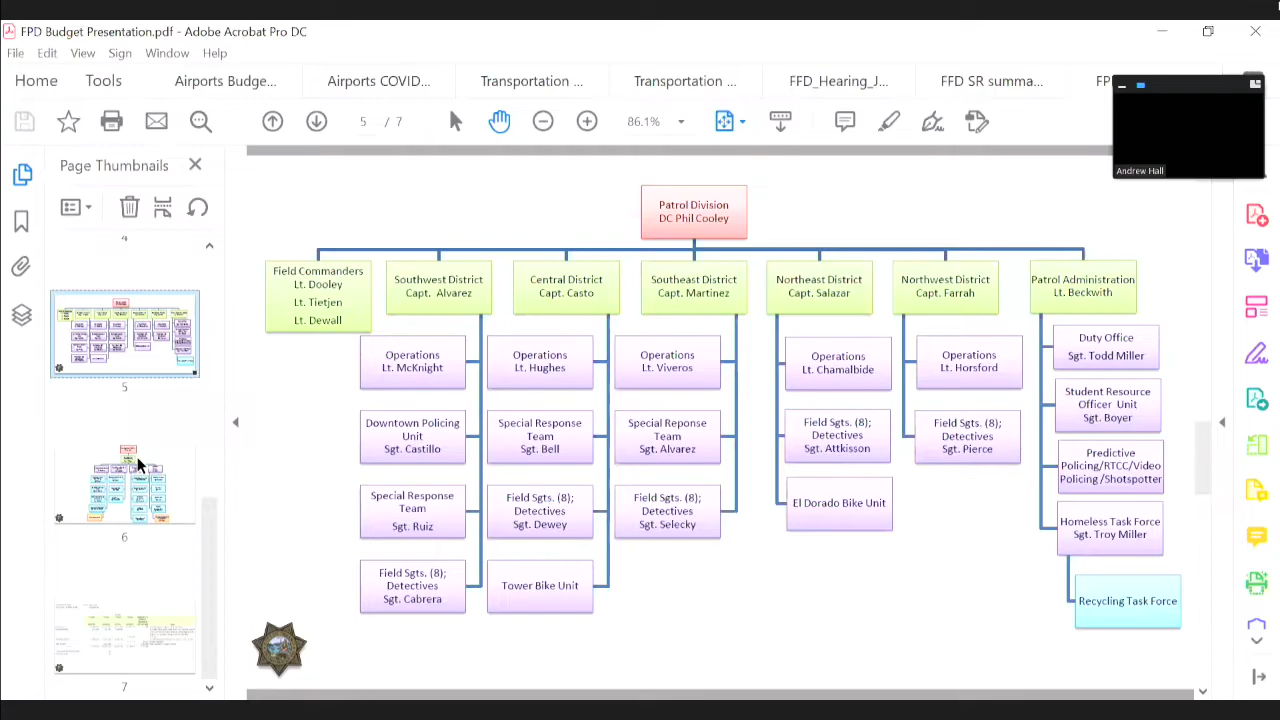 FPD Budget Presentation.pdf - Adobe Acrobat Pro DC
File Edit View Sign Window Help
Home Tools Airports Budge... Airports COVID... Transportation ... Transportation ... FFD_Hearing_J... FFD SR summa... FP
5 / 7 86.1%
Andrew Hall
Page Thumbnails
4
5
6
7
Patrol Division
DC Phil Cooley
Field Commanders
Lt. Dooley
Lt. Tietjen
Lt. Dewall
Southwest District
Capt. Alvarez
Operations
Lt. McKnight
Downtown Policing
Unit
Sgt. Castillo
Special Response
Team
Sgt. Ruiz
Field Sgts. (8);
Detectives
Sgt. Cabrera
Central District
Capt. Casto
Operations
Lt. Hughes
Special Response
Team
Sgt. Bell
Field Sgts. (8);
Detectives
Sgt. Dewey
Tower Bike Unit
Southeast District
Capt. Martinez
Operations
Lt. Viveros
Special Reponse
Team
Sgt. Alvarez
Field Sgts. (8);
Detectives
Sgt. Selecky
Northeast District
Capt. Salazar
Operations
Lt. Chamalbide
Field Sgts. (8);
Detectives
Sgt. Attkisson
El Dorado Bike Unit
Northwest District
Capt. Farrah
Operations
Lt. Horsford
Field Sgts. (8);
Detectives
Sgt. Pierce
Patrol Administration
Lt. Beckwith
Duty Office
Sgt. Todd Miller
Student Resource
Officer Unit
Sgt. Boyer
Predictive
Policing/RTCC/Video
Policing /Shotspotter
Homeless Task Force
Sgt. Troy Miller
Recycling Task Force